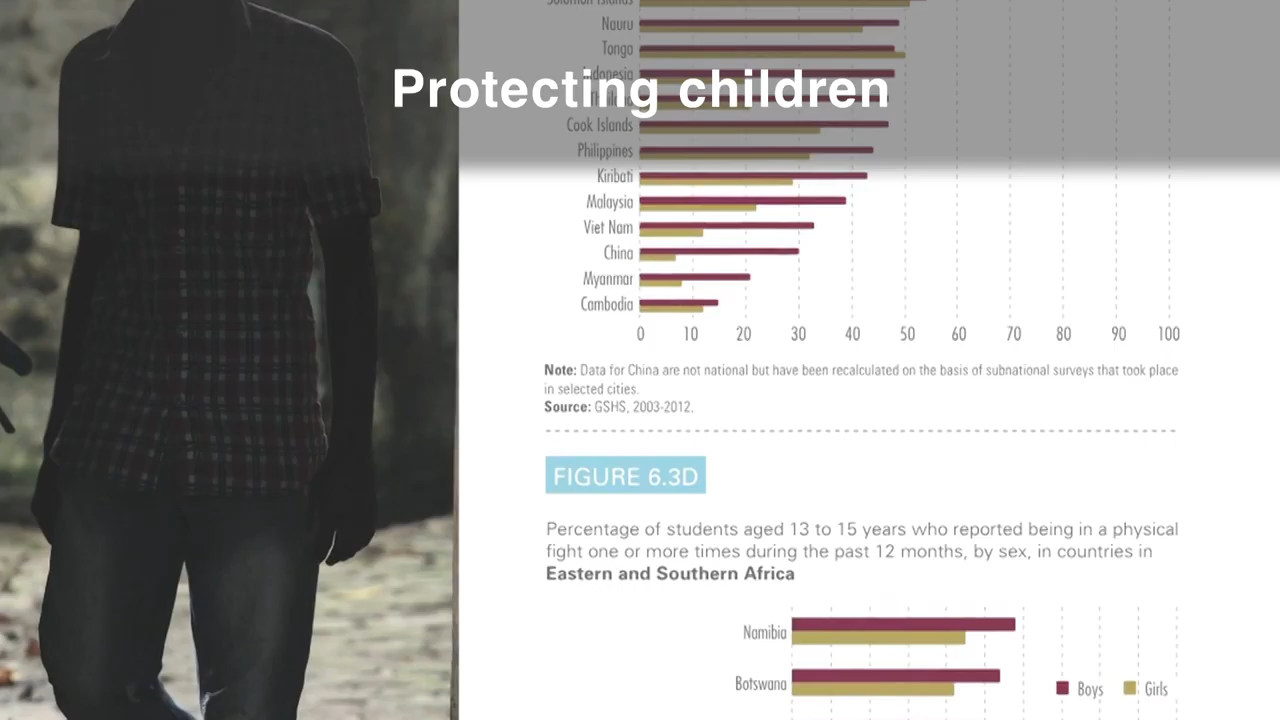 Solomon Islands
Nauru
Tonga
Indonesia
Protecting children
Thailand
Cook Islands
Philippines
Kiribati
Malaysia
Viet Nam
China
Myanmar
Cambodia
0 10 20 30 40 50 60 70 80 90 100
Note: Data for China are not national but have been recalculated on the basis of subnational surveys that took place
in selected cities.
Source: GSHS, 2003-2012.
FIGURE 6.3D
Percentage of students aged 13 to 15 years who reported being in a physical
fight one or more times during the past 12 months, by sex, in countries in
Eastern and Southern Africa
Namibia
Botswana
Boys Girls